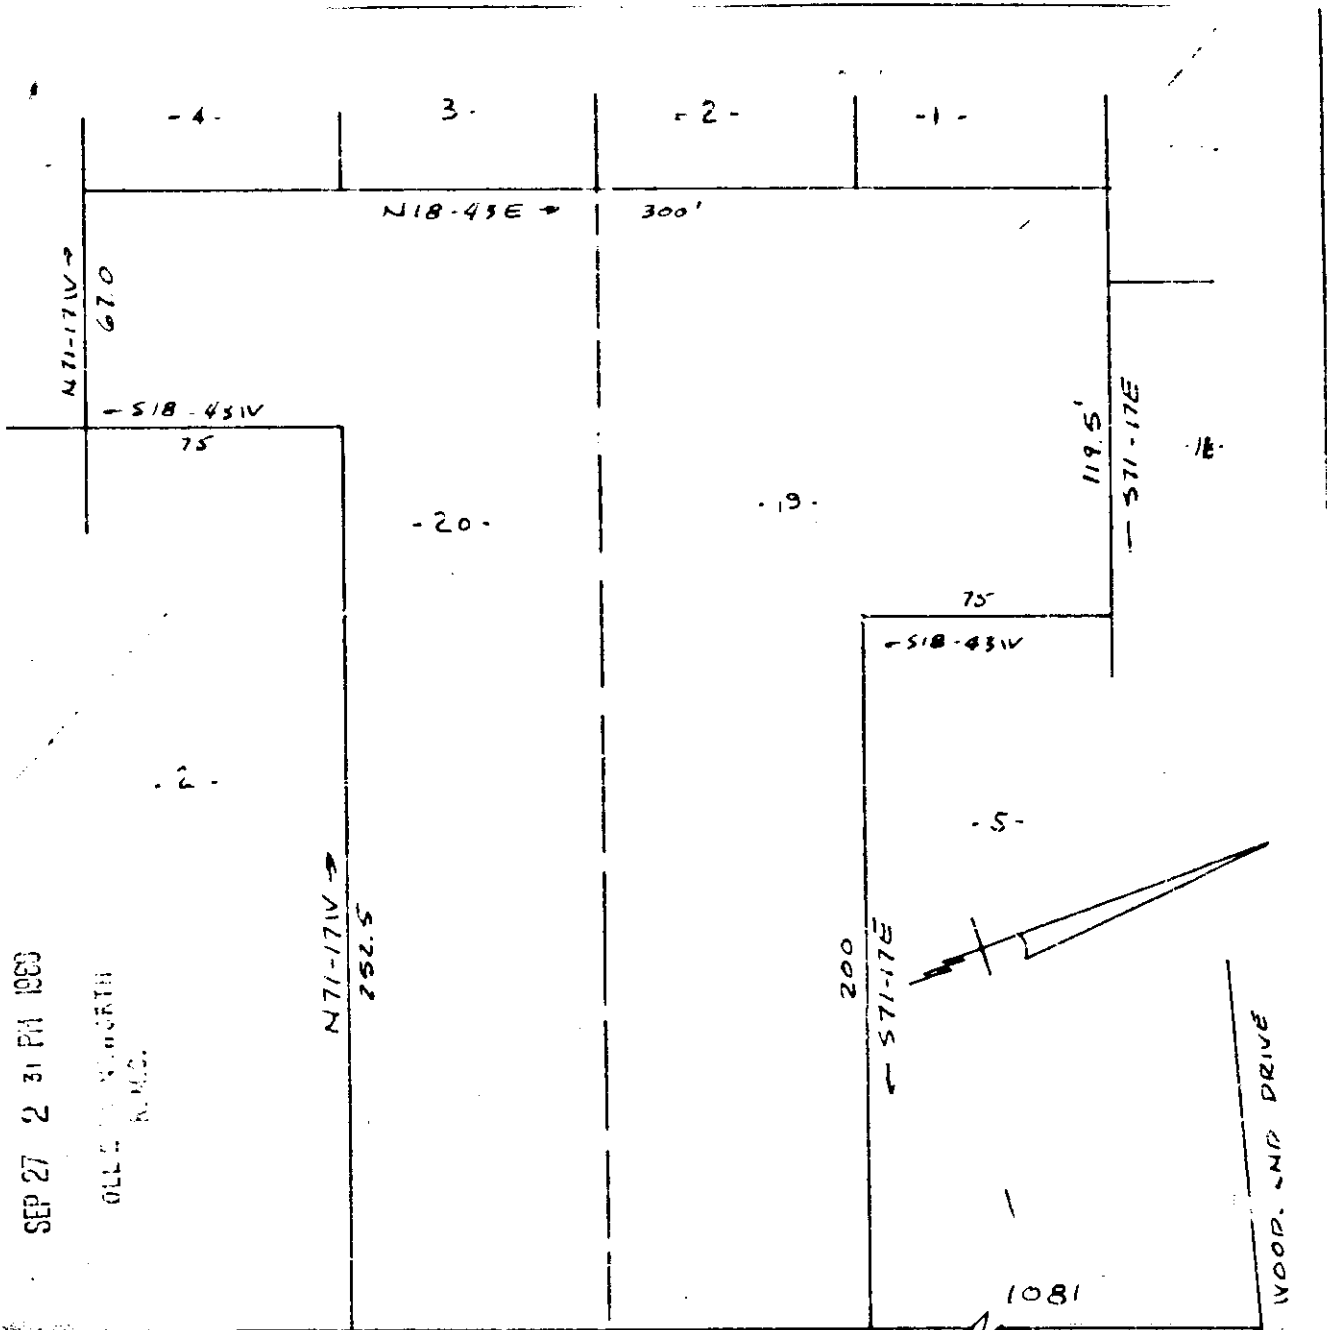 -4-
3-
-2-
-1-
N18-43E → 300'
N71-17W →
67.0
← S18-43W
75
119.5'
← S71-17E
-20-
-19-
75
← S18-43W
-2-
-5-
N71-17W →
252.5
200
← S71-17E
SEP 27 2 31 PM
R.M.C.
DRIVE
1081